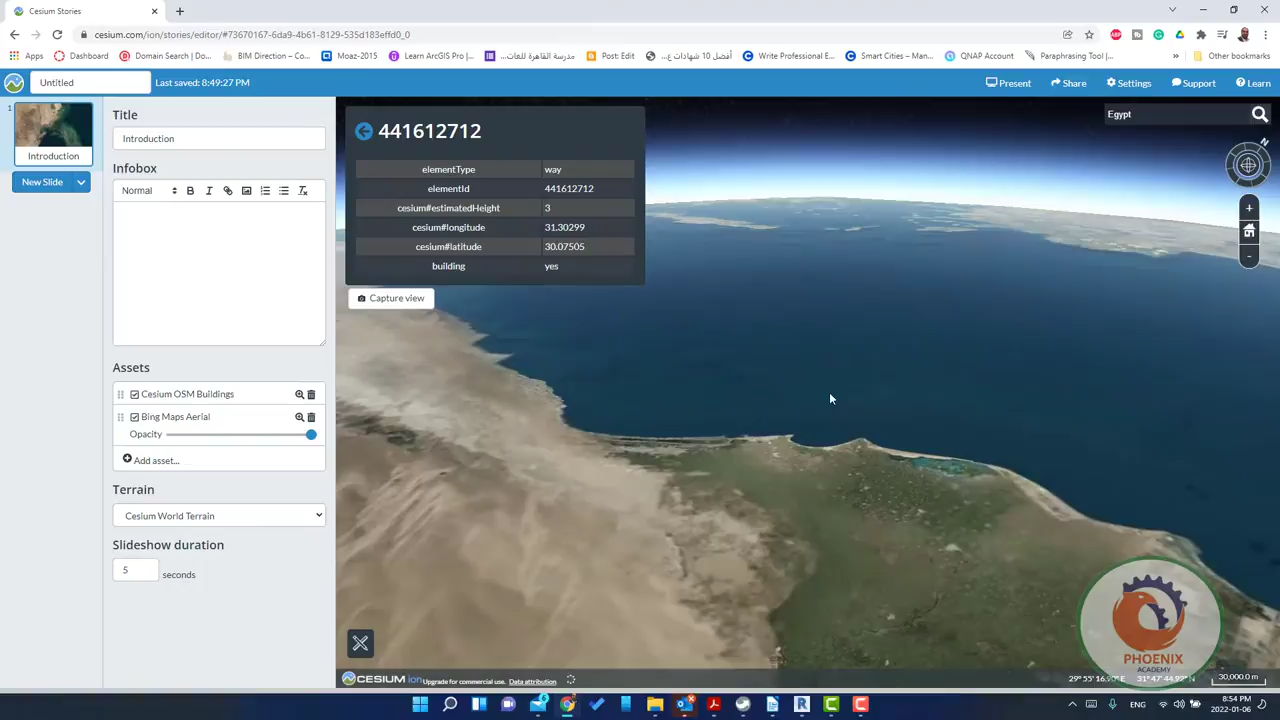 Cesium Stories
cesium.com/ion/stories/editor/#73670167-6da9-4b61-8129-535d183effd0_0
Apps
Dashboard
Domain Search | Do...
BIM Direction – Co...
Moaz-2015
Learn ArcGIS Pro |...
مدرسة القاهرة للغات...
Post: Edit
أفضل 10 شهادات ع...
Write Professional E...
Smart Cities – Man...
QNAP Account
Paraphrasing Tool |...
Other bookmarks
Untitled
Last saved: 8:49:27 PM
Present
Share
Settings
Support
Learn
1
Introduction
New Slide
Title
Introduction
Infobox
Normal
B I
Assets
Cesium OSM Buildings
Bing Maps Aerial
Opacity
Add asset...
Terrain
Cesium World Terrain
Slideshow duration
5 seconds
441612712
elementType way
elementId 441612712
cesium#estimatedHeight 3
cesium#longitude 31.30299
cesium#latitude 30.07505
building yes
Capture view
Egypt
N
+
-
PHOENIX
ACADEMY
CESIUM ion Upgrade for commercial use. Data attribution
30,000.0 m
ENG
8:54 PM
2022-01-06